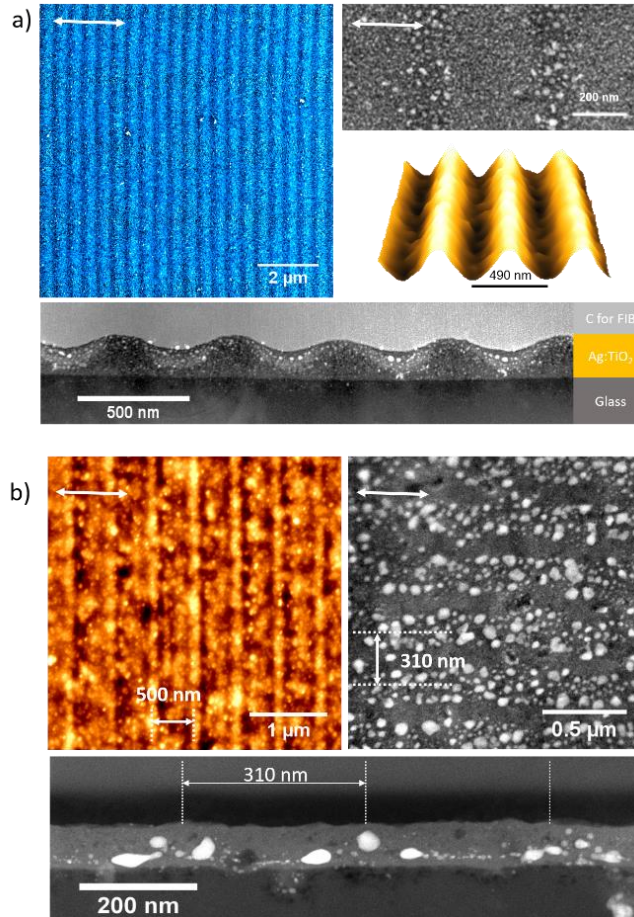 a)
200 nm
2 µm
490 nm
C for FIB
Ag:TiO₂
500 nm
Glass
b)
500 nm
1 µm
310 nm
0.5 µm
310 nm
200 nm